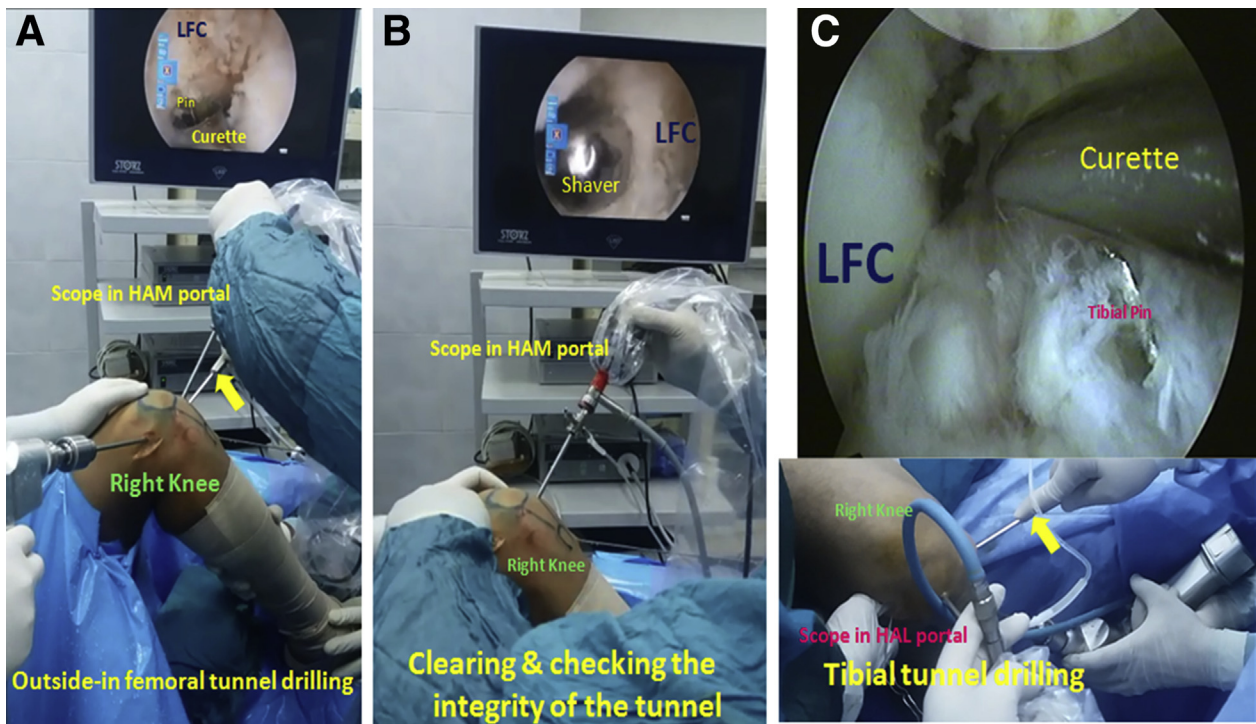 A
LFC
Pin
Curette
STORZ
Scope in HAM portal
Right Knee
Outside-in femoral tunnel drilling
B
LFC
Shaver
STORZ
Scope in HAM portal
Right Knee
Clearing & checking the
integrity of the tunnel
C
Curette
LFC
Tibial Pin
Right Knee
Scope in HAL portal
Tibial tunnel drilling